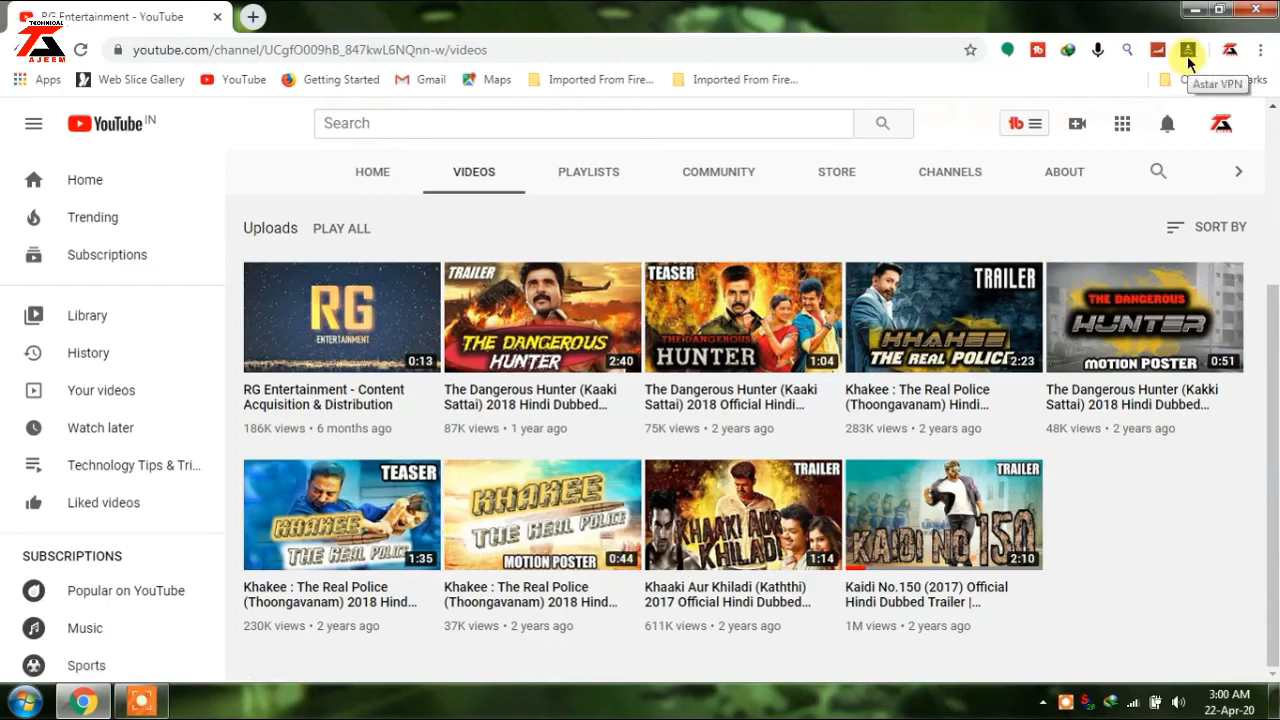 RG Entertainment - YouTube
TECHNICAL
AJEEM
youtube.com/channel/UCgfO009hB_847kwL6NQnn-w/videos
Apps
Web Slice Gallery
YouTube
Getting Started
Gmail
Maps
Imported From Fire...
Imported From Fire...
Astar VPN
YouTube IN
Search
HOME
VIDEOS
PLAYLISTS
COMMUNITY
STORE
CHANNELS
ABOUT
Home
Trending
Subscriptions
Library
History
Your videos
Watch later
Technology Tips & Tri...
Liked videos
SUBSCRIPTIONS
Popular on YouTube
Music
Sports
Uploads
PLAY ALL
SORT BY
RG
ENTERTAINMENT
0:13
RG Entertainment - Content
Acquisition & Distribution
186K views • 6 months ago
TRAILER
THE DANGEROUS
HUNTER
2:40
The Dangerous Hunter (Kaaki
Sattai) 2018 Hindi Dubbed...
87K views • 1 year ago
TEASER
THE DANGEROUS
HUNTER
1:04
The Dangerous Hunter (Kaaki
Sattai) 2018 Official Hindi...
75K views • 2 years ago
TRAILER
KHAKEE
THE REAL POLICE
2:23
Khakee : The Real Police
(Thoongavanam) Hindi...
283K views • 2 years ago
THE DANGEROUS
HUNTER
MOTION POSTER
0:51
The Dangerous Hunter (Kakki
Sattai) 2018 Hindi Dubbed...
48K views • 2 years ago
TEASER
KHAKEE
THE REAL POLICE
1:35
Khakee : The Real Police
(Thoongavanam) 2018 Hind...
230K views • 2 years ago
KHAKEE
THE REAL POLICE
MOTION POSTER
0:44
Khakee : The Real Police
(Thoongavanam) 2018 Hind...
37K views • 2 years ago
TRAILER
KHAAKI AUR
KHILADI
1:14
Khaaki Aur Khiladi (Kaththi)
2017 Official Hindi Dubbed...
611K views • 2 years ago
TRAILER
KAIDI NO 150
2:10
Kaidi No.150 (2017) Official
Hindi Dubbed Trailer |...
1M views • 2 years ago
3:00 AM
22-Apr-20